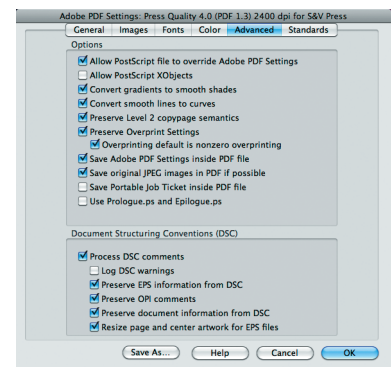 Adobe PDF Settings: Press Quality 4.0 (PDF 1.3) 2400 dpi for S&V Press
General Images Fonts Color Advanced Standards
Options
Allow PostScript file to override Adobe PDF Settings
Allow PostScript XObjects
Convert gradients to smooth shades
Convert smooth lines to curves
Preserve Level 2 copypage semantics
Preserve Overprint Settings
Overprinting default is nonzero overprinting
Save Adobe PDF Settings inside PDF file
Save original JPEG images in PDF if possible
Save Portable Job Ticket inside PDF file
Use Prologue.ps and Epilogue.ps
Document Structuring Conventions (DSC)
Process DSC comments
Log DSC warnings
Preserve EPS information from DSC
Preserve OPI comments
Preserve document information from DSC
Resize page and center artwork for EPS files
Save As... Help Cancel OK